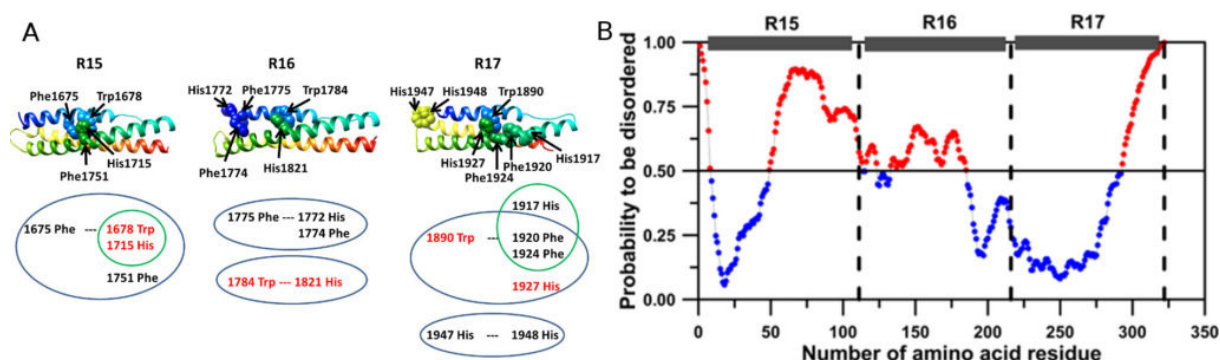 A
R15
R16
R17
Phe1675
Trp1678
His1715
Phe1751
His1772
Phe1775
Trp1784
Phe1774
His1821
His1947
His1948
Trp1890
His1927
Phe1920
His1917
Phe1924
1675 Phe --- 1678 Trp
1715 His
1751 Phe
1775 Phe --- 1772 His
1774 Phe
1784 Trp --- 1821 His
1917 His
1890 Trp --- 1920 Phe
1924 Phe
1927 His
1947 His --- 1948 His
B
R15
R16
R17
Probability to be disordered
1.00
0.75
0.50
0.25
0.00
0
50
100
150
200
250
300
350
Number of amino acid residue